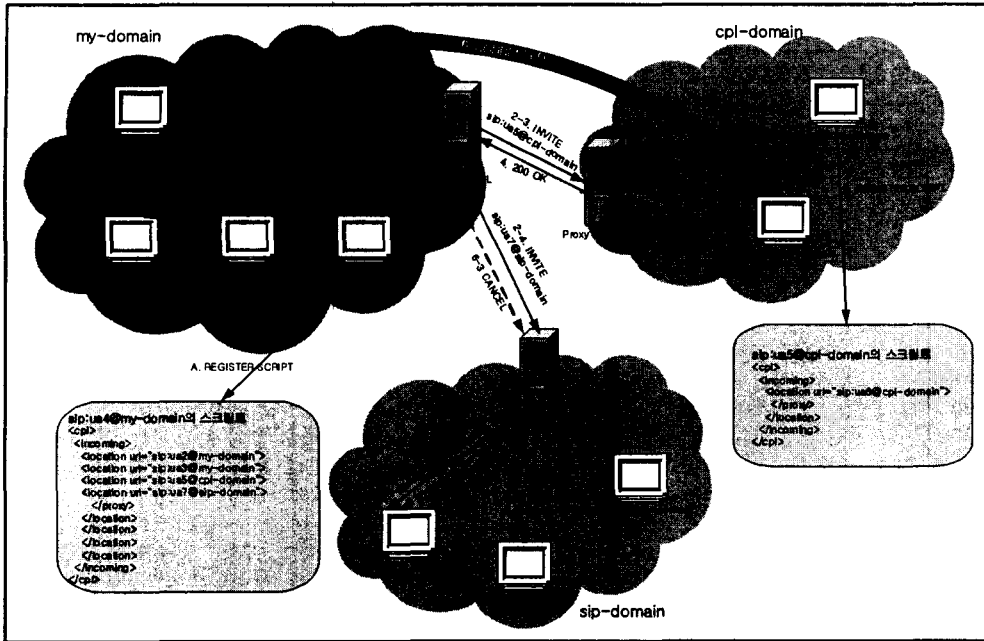 my-domain
cpl-domain
2-3. INVITE
sip:ua5@cpl-domain
4. 200 OK
Proxy
2-4. INVITE
sip:ua7@sip-domain
6-3 CANCEL
A. REGISTER SCRIPT
sip:ua4@my-domain의 스크립트
<cpl>
<incoming>
<location url="sip:ua2@my-domain">
<location url="sip:ua3@my-domain">
<location url="sip:ua5@cpl-domain">
<location url="sip:ua7@sip-domain">
</proxy>
</location>
</location>
</location>
</location>
</incoming>
</cpl>
sip:ua5@cpl-domain의 스크립트
<cpl>
<incoming>
<location url="sip:ua6@cpl-domain">
</proxy>
</location>
</incoming>
</cpl>
sip-domain